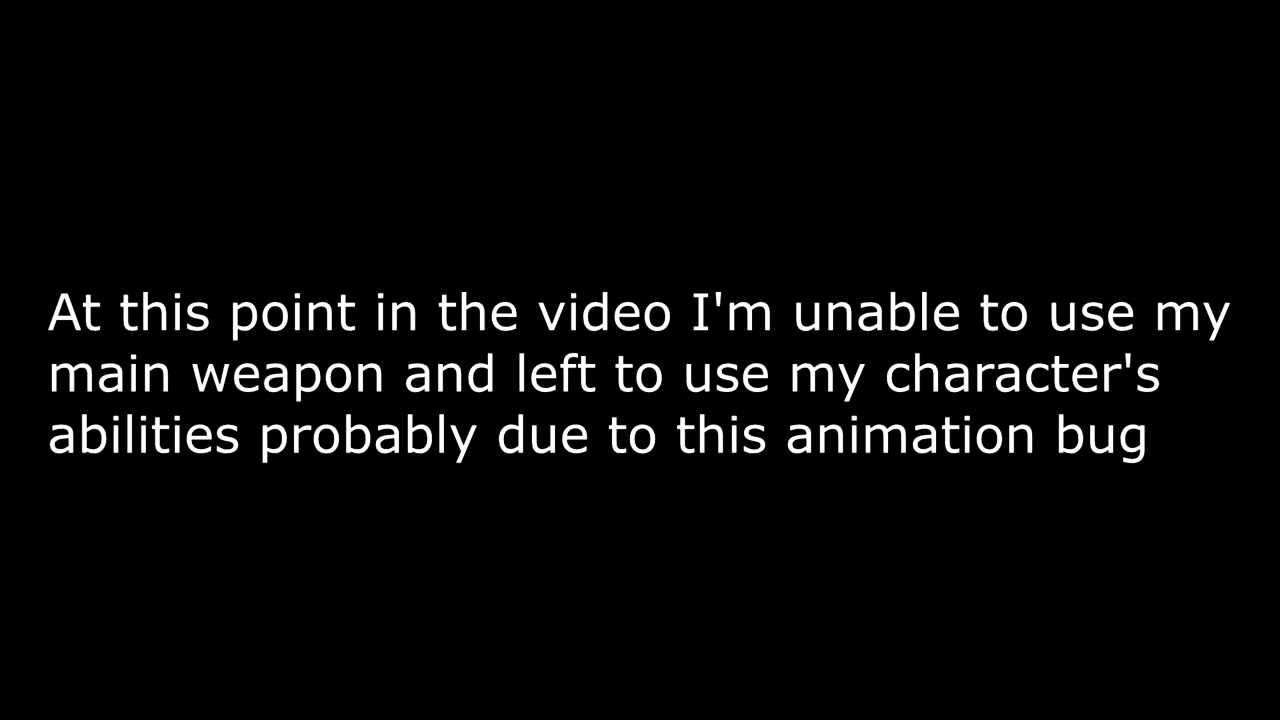 At this point in the video I'm unable to use my
main weapon and left to use my character's
abilities probably due to this animation bug